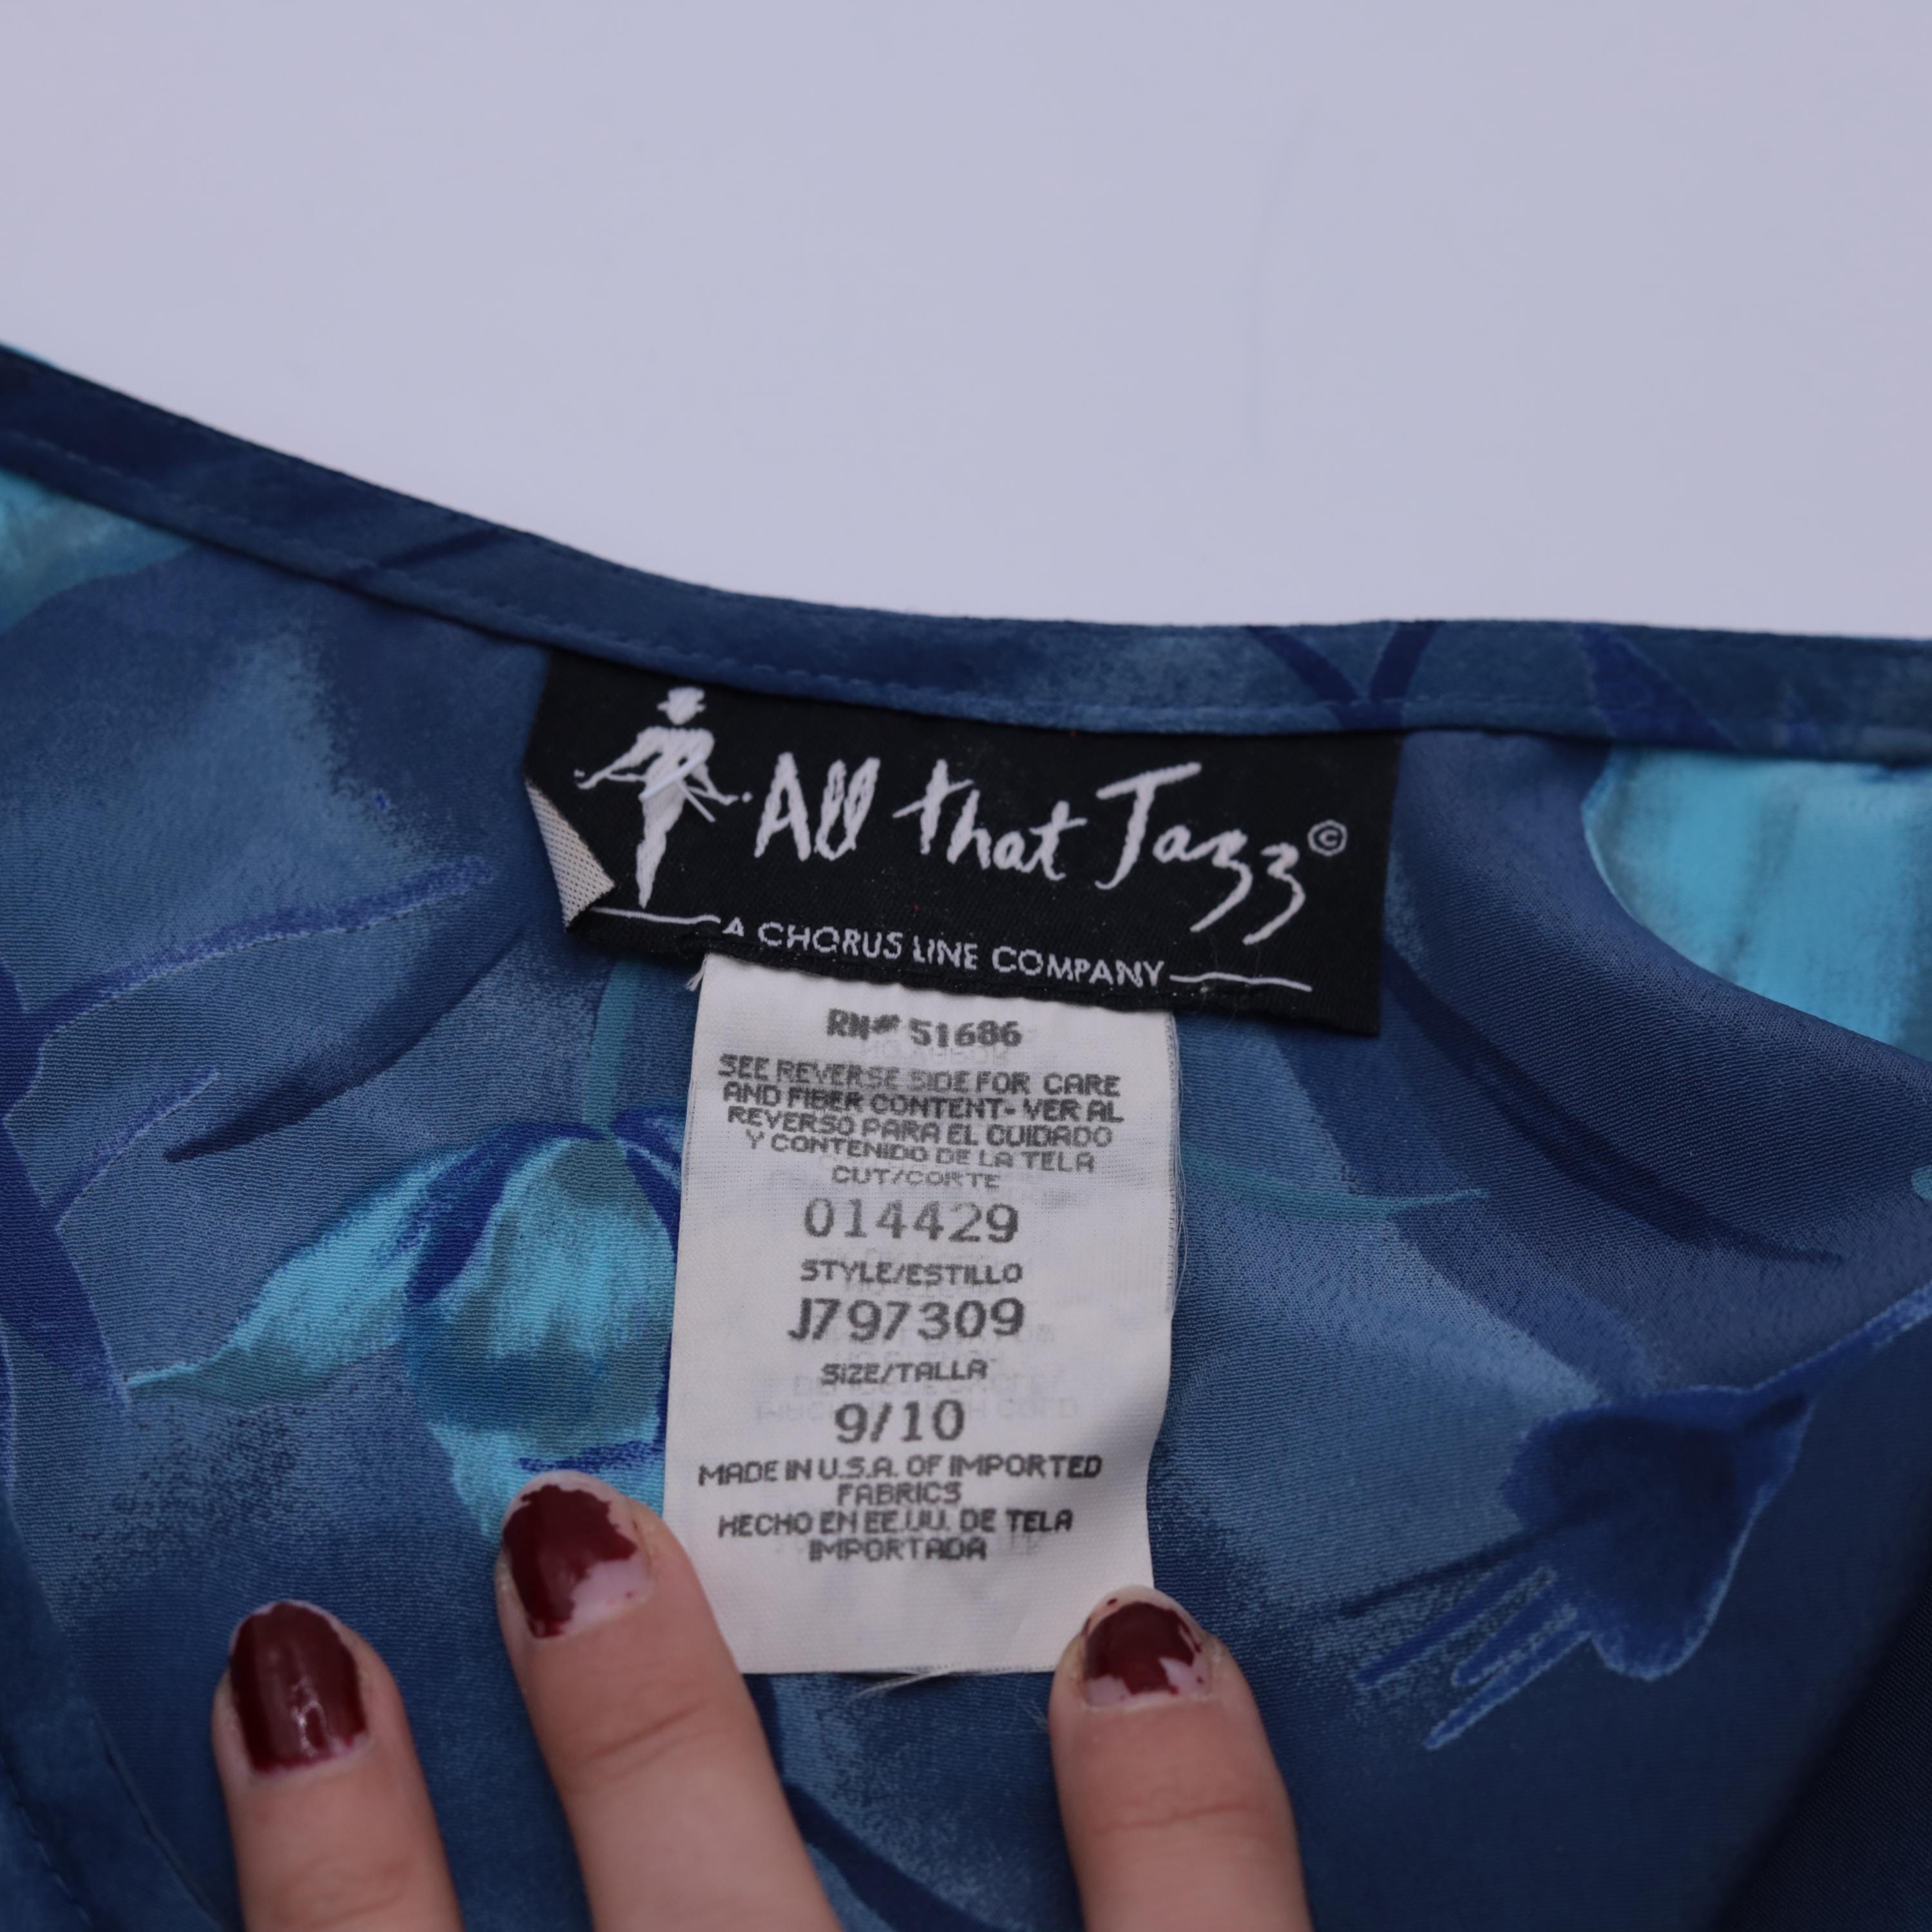 All that Jazz©
A CHORUS LINE COMPANY
RN# 51686
SEE REVERSE SIDE FOR CARE
AND FIBER CONTENT- VER AL
REVERSO PARA EL CUIDADO
Y CONTENIDO DE LA TELA
CUT/CORTE
014429
STYLE/ESTILLO
J797309
SIZE/TALLA
9/10
MADE IN U.S.A. OF IMPORTED
FABRICS
HECHO EN EE.UU. DE TELA
IMPORTADA